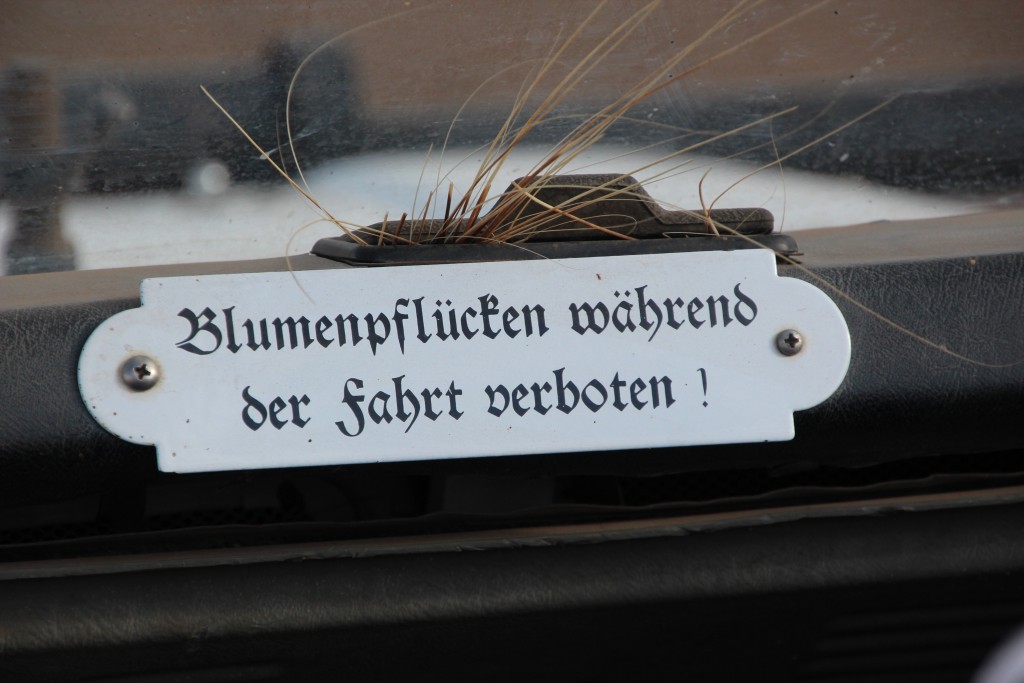 Blumenpflücken während
der Fahrt verboten !